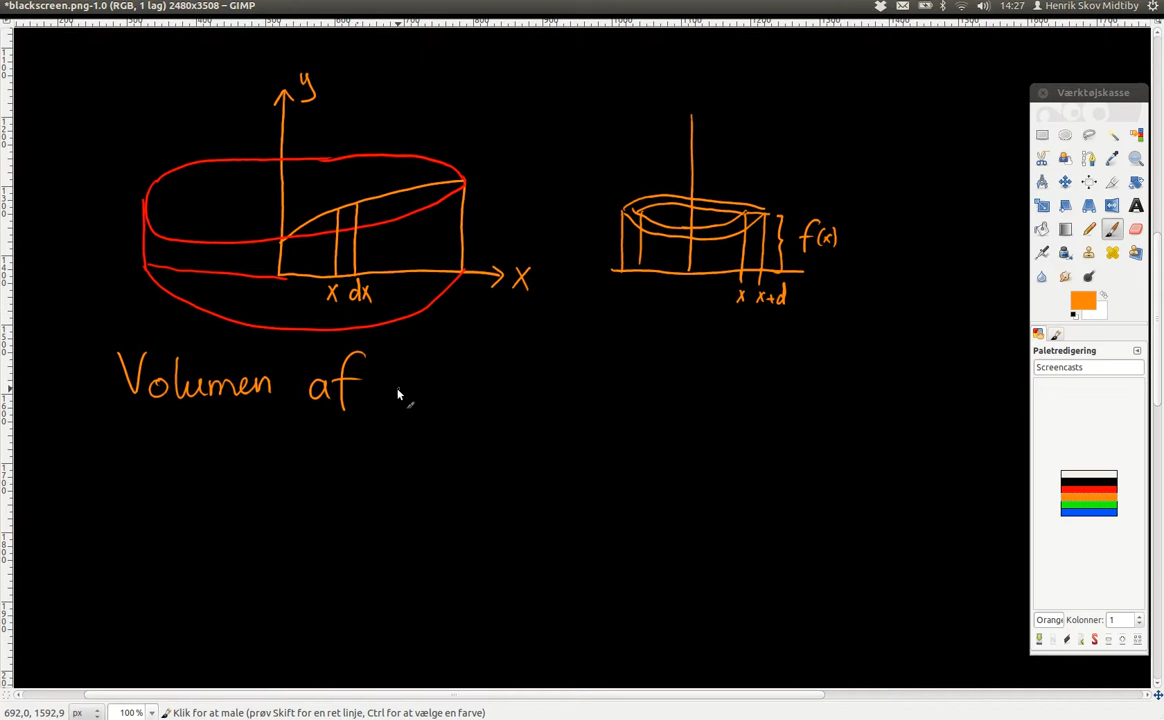 *blackscreen.png-1.0 (RGB, 1 lag) 2480x3508 – GIMP
14:27 Henrik Skov Midtiby
y
x dx
X
f(x)
x x+d
Volumen af
Værktøjskasse
Paletredigering
Screencasts
Orange Kolonner: 1
692,0, 1592,9 px 100% Klik for at male (prøv Skift for en ret linje, Ctrl for at vælge en farve)